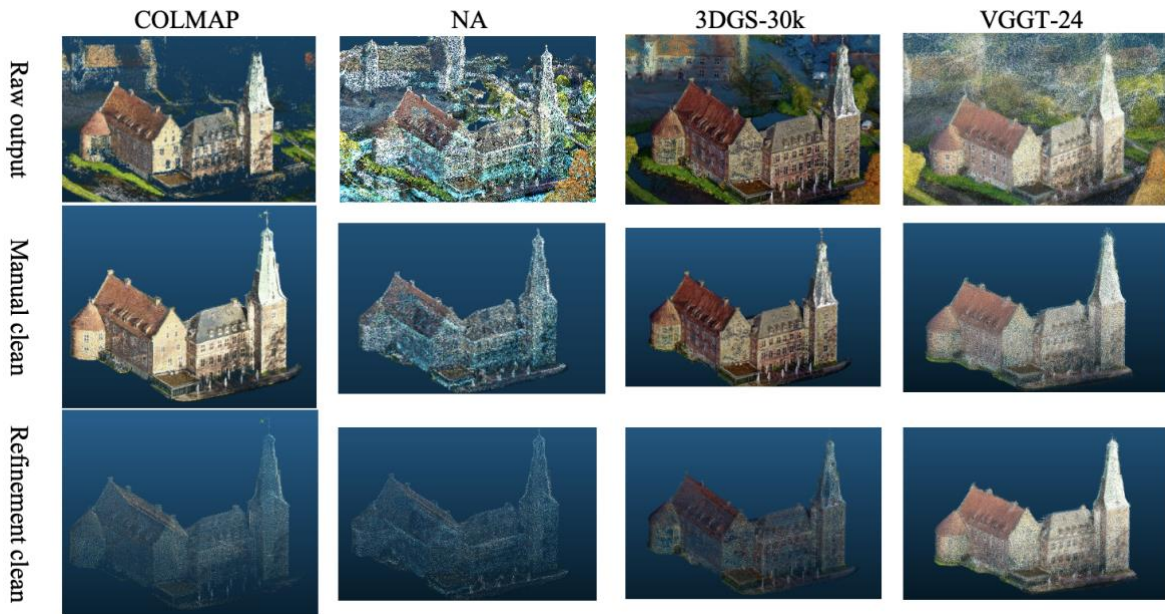 COLMAP
NA
3DGS-30k
VGGT-24
Raw output
Manual clean
Refinement clean